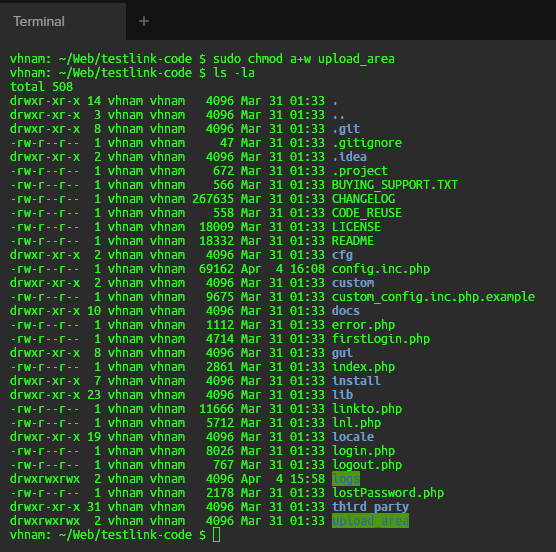 Terminal
+
vhnam: ~/Web/testlink-code $ sudo chmod a+w upload_area
vhnam: ~/Web/testlink-code $ ls -la
total 508
drwxr-xr-x 14 vhnam vhnam   4096 Mar 31 01:33 .
drwxr-xr-x  3 vhnam vhnam   4096 Mar 31 01:33 ..
drwxr-xr-x  8 vhnam vhnam   4096 Mar 31 01:33 .git
-rw-r--r--  1 vhnam vhnam     47 Mar 31 01:33 .gitignore
drwxr-xr-x  2 vhnam vhnam   4096 Mar 31 01:33 .idea
-rw-r--r--  1 vhnam vhnam    672 Mar 31 01:33 .project
-rw-r--r--  1 vhnam vhnam    566 Mar 31 01:33 BUYING_SUPPORT.TXT
-rw-r--r--  1 vhnam vhnam 267635 Mar 31 01:33 CHANGELOG
-rw-r--r--  1 vhnam vhnam    558 Mar 31 01:33 CODE_REUSE
-rw-r--r--  1 vhnam vhnam  18009 Mar 31 01:33 LICENSE
-rw-r--r--  1 vhnam vhnam  18332 Mar 31 01:33 README
drwxr-xr-x  2 vhnam vhnam   4096 Mar 31 01:33 cfg
-rw-r--r--  1 vhnam vhnam  69162 Apr  4 16:08 config.inc.php
drwxr-xr-x  2 vhnam vhnam   4096 Mar 31 01:33 custom
-rw-r--r--  1 vhnam vhnam   9675 Mar 31 01:33 custom_config.inc.php.example
drwxr-xr-x 10 vhnam vhnam   4096 Mar 31 01:33 docs
-rw-r--r--  1 vhnam vhnam   1112 Mar 31 01:33 error.php
-rw-r--r--  1 vhnam vhnam   4714 Mar 31 01:33 firstLogin.php
drwxr-xr-x  8 vhnam vhnam   4096 Mar 31 01:33 gui
-rw-r--r--  1 vhnam vhnam   2861 Mar 31 01:33 index.php
drwxr-xr-x  7 vhnam vhnam   4096 Mar 31 01:33 install
drwxr-xr-x 23 vhnam vhnam   4096 Mar 31 01:33 lib
-rw-r--r--  1 vhnam vhnam  11666 Mar 31 01:33 linkto.php
-rw-r--r--  1 vhnam vhnam   5712 Mar 31 01:33 lnl.php
drwxr-xr-x 19 vhnam vhnam   4096 Mar 31 01:33 locale
-rw-r--r--  1 vhnam vhnam   8026 Mar 31 01:33 login.php
-rw-r--r--  1 vhnam vhnam    767 Mar 31 01:33 logout.php
drwxrwxrwx  2 vhnam vhnam   4096 Apr  4 15:58 logs
-rw-r--r--  1 vhnam vhnam   2178 Mar 31 01:33 lostPassword.php
drwxr-xr-x 31 vhnam vhnam   4096 Mar 31 01:33 third_party
drwxrwxrwx  2 vhnam vhnam   4096 Mar 31 01:33 upload_area
vhnam: ~/Web/testlink-code $